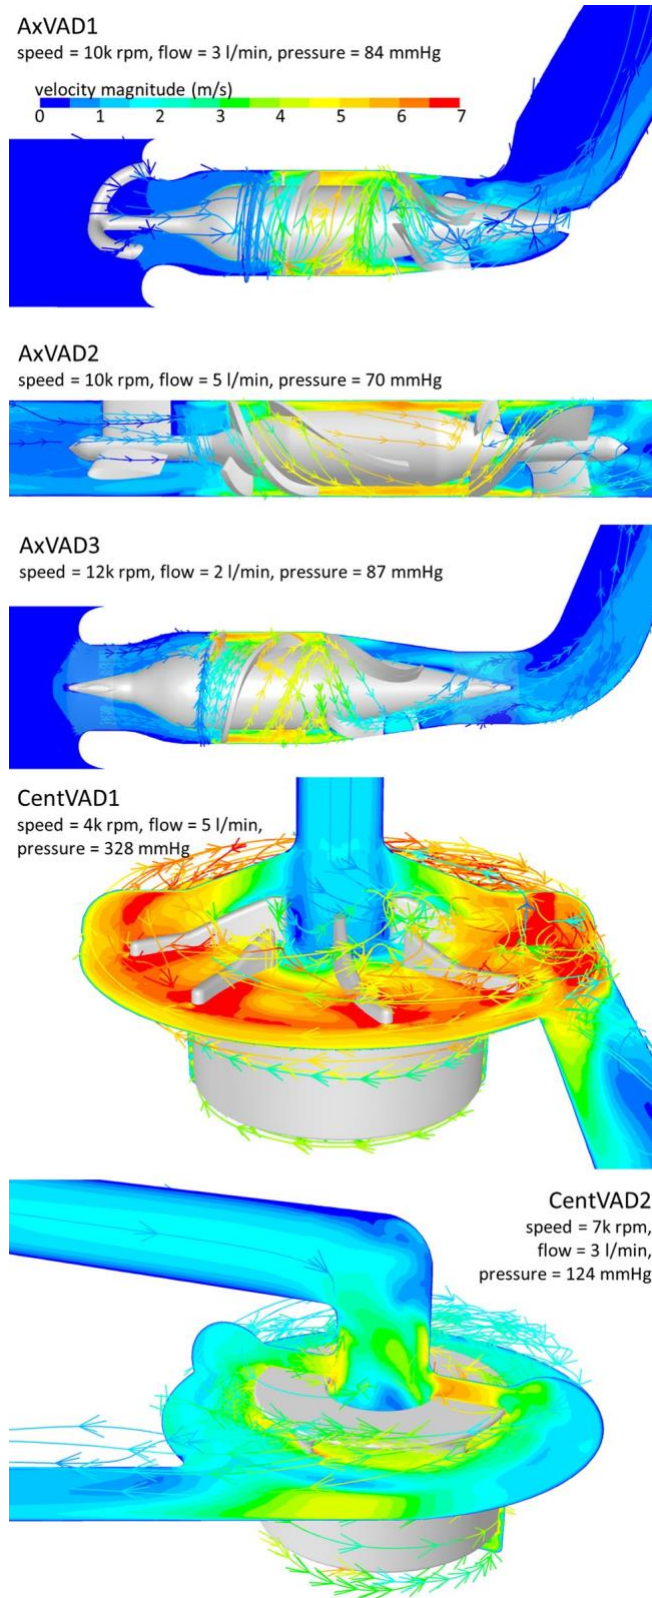 AxVAD1
speed = 10k rpm, flow = 3 l/min, pressure = 84 mmHg
velocity magnitude (m/s)
0 1 2 3 4 5 6 7
AxVAD2
speed = 10k rpm, flow = 5 l/min, pressure = 70 mmHg
AxVAD3
speed = 12k rpm, flow = 2 l/min, pressure = 87 mmHg
CentVAD1
speed = 4k rpm, flow = 5 l/min,
pressure = 328 mmHg
CentVAD2
speed = 7k rpm,
flow = 3 l/min,
pressure = 124 mmHg